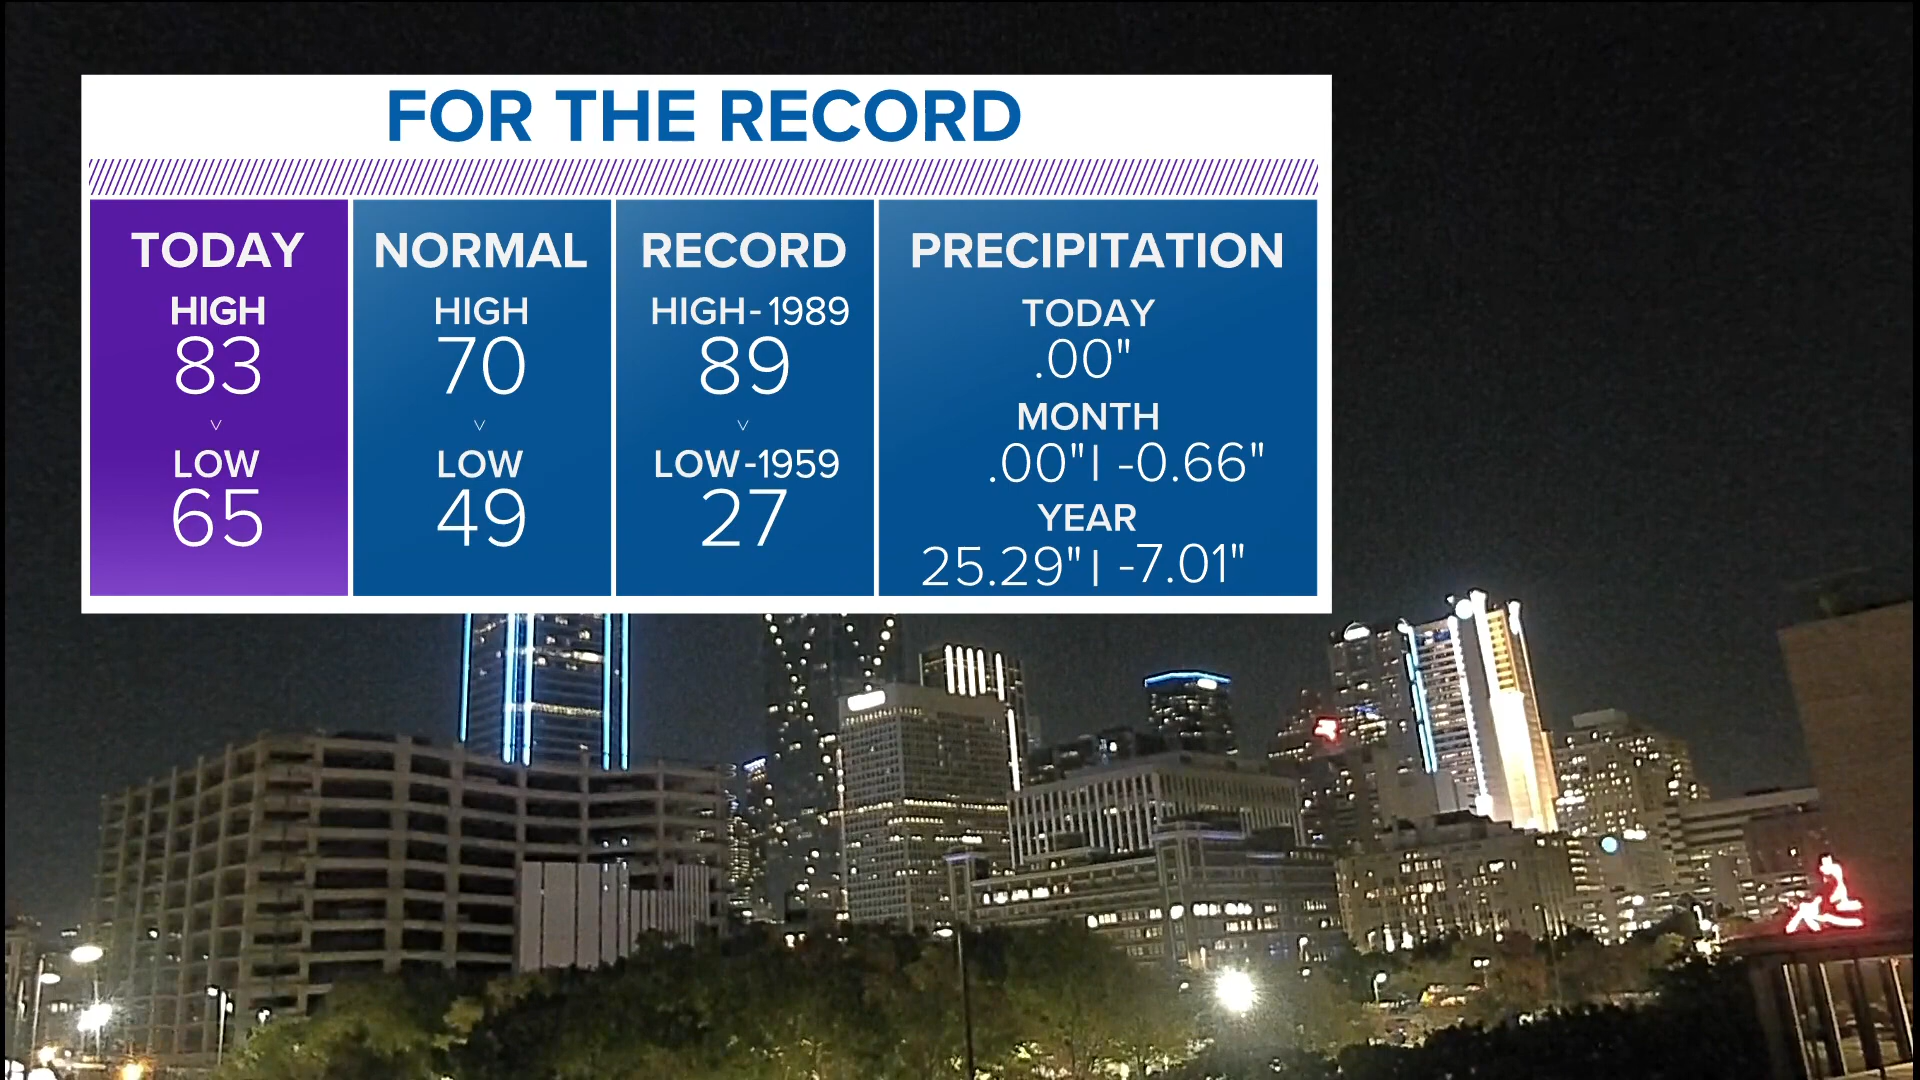 FOR THE RECORD
TODAY
HIGH
83
LOW
65
NORMAL
HIGH
70
LOW
49
RECORD
HIGH - 1989
89
LOW -1959
27
PRECIPITATION
TODAY
.00"
MONTH
.00"| -0.66"
YEAR
25.29"| -7.01"